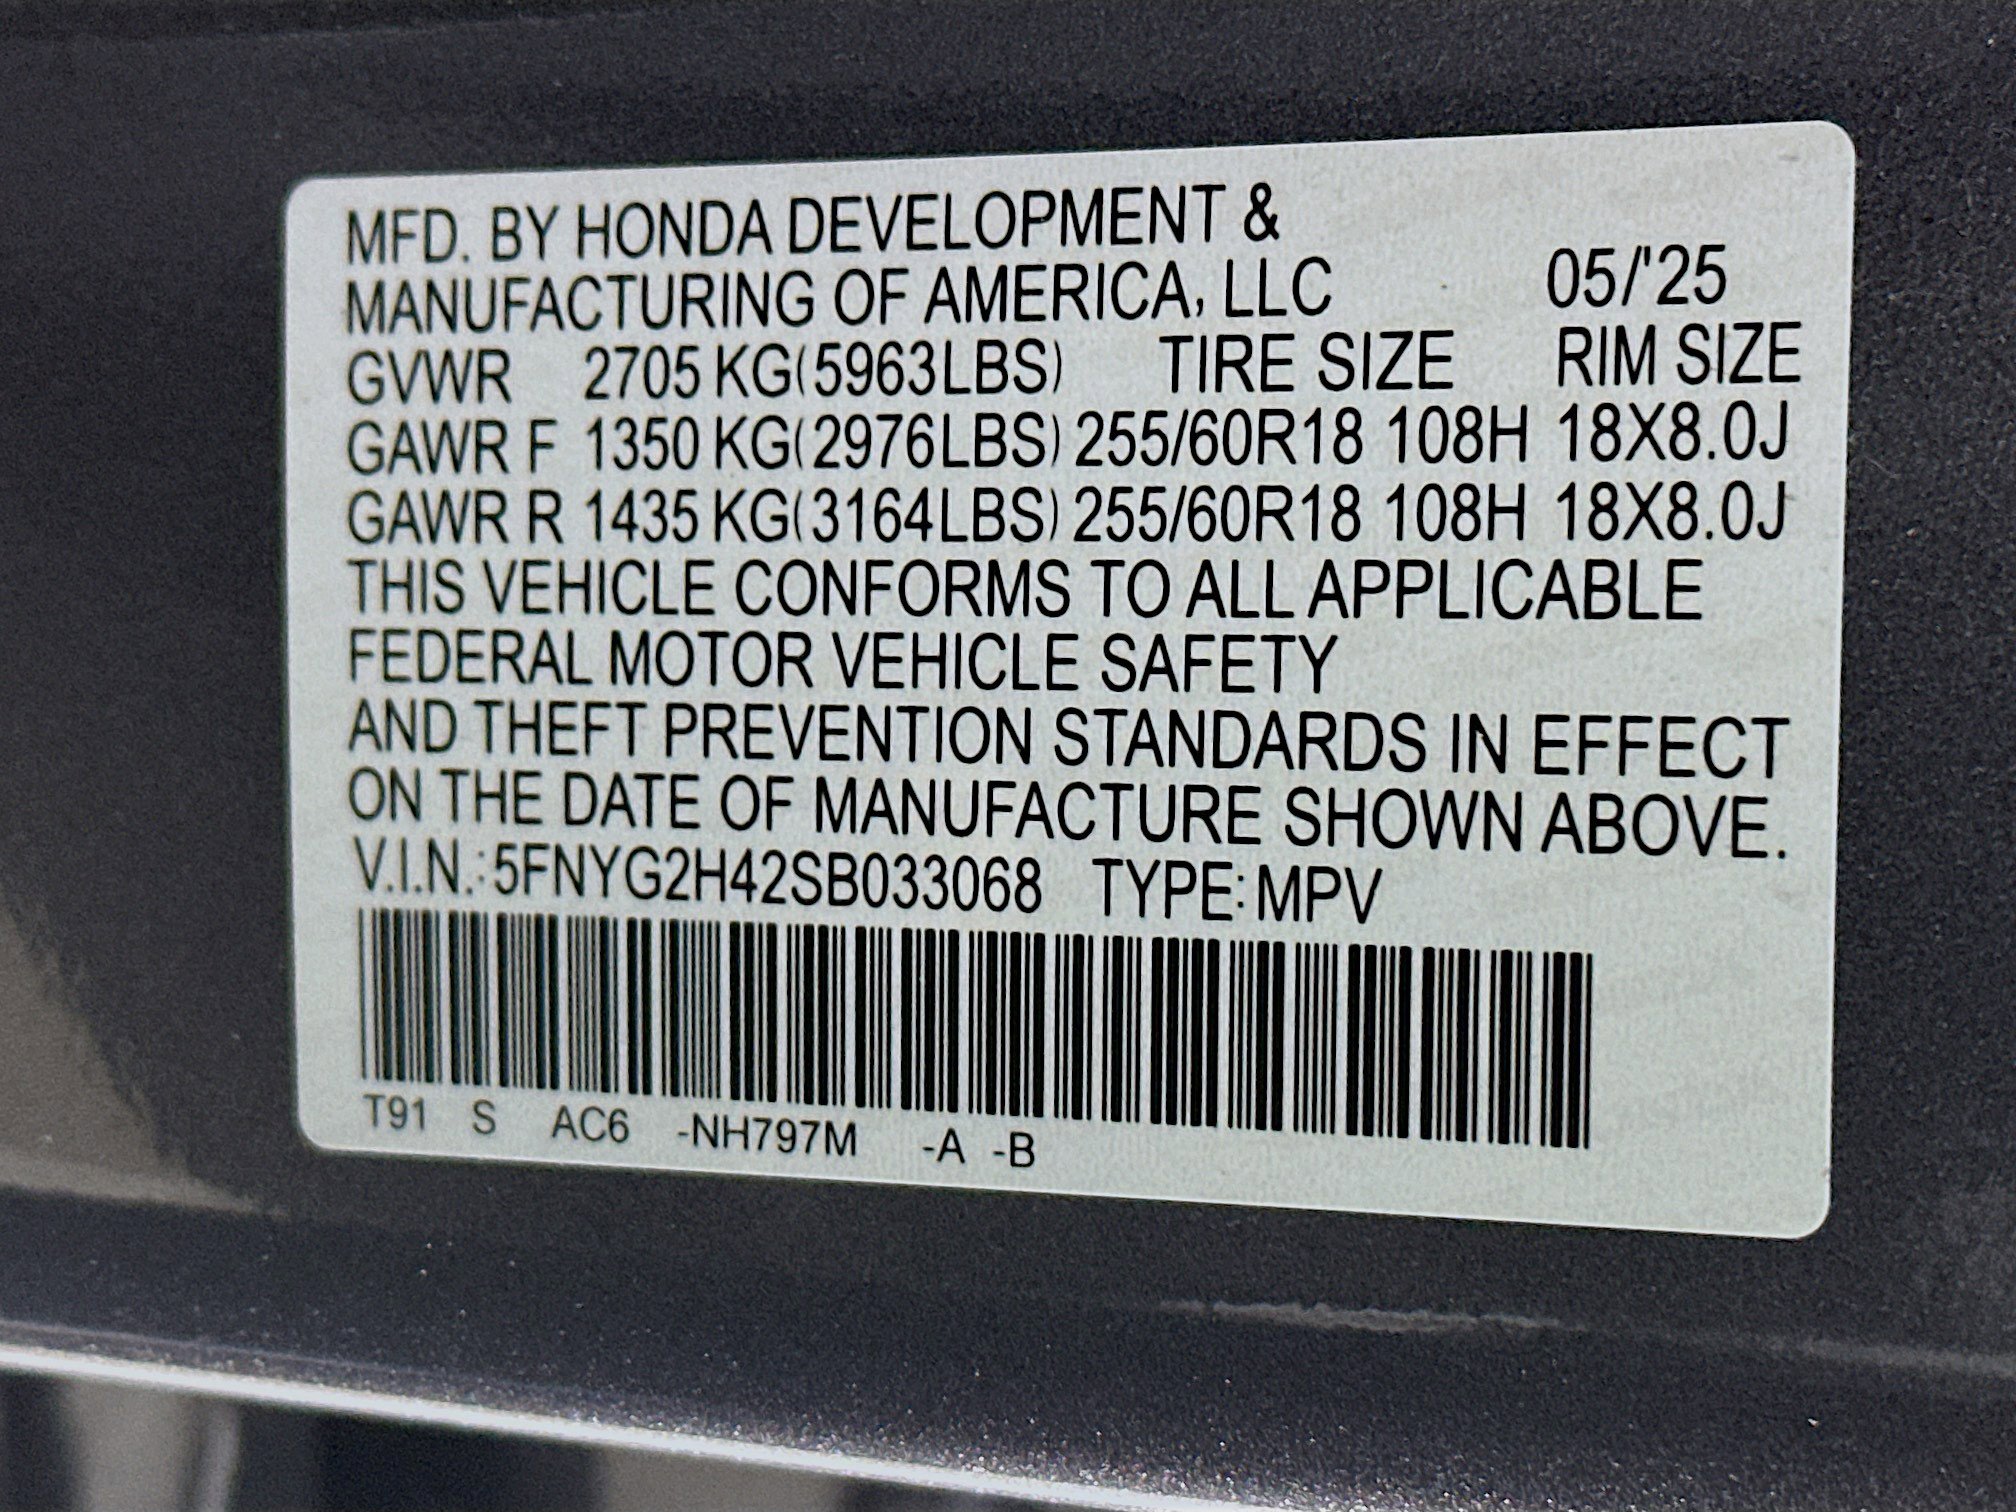 MFD. BY HONDA DEVELOPMENT &
MANUFACTURING OF AMERICA, LLC 05/'25
GVWR 2705 KG(5963LBS) TIRE SIZE RIM SIZE
GAWR F 1350 KG(2976LBS) 255/60R18 108H 18X8.0J
GAWR R 1435 KG(3164LBS) 255/60R18 108H 18X8.0J
THIS VEHICLE CONFORMS TO ALL APPLICABLE
FEDERAL MOTOR VEHICLE SAFETY
AND THEFT PREVENTION STANDARDS IN EFFECT
ON THE DATE OF MANUFACTURE SHOWN ABOVE.
V.I.N.: 5FNYG2H42SB033068 TYPE: MPV
T91 S AC6 -NH797M -A -B